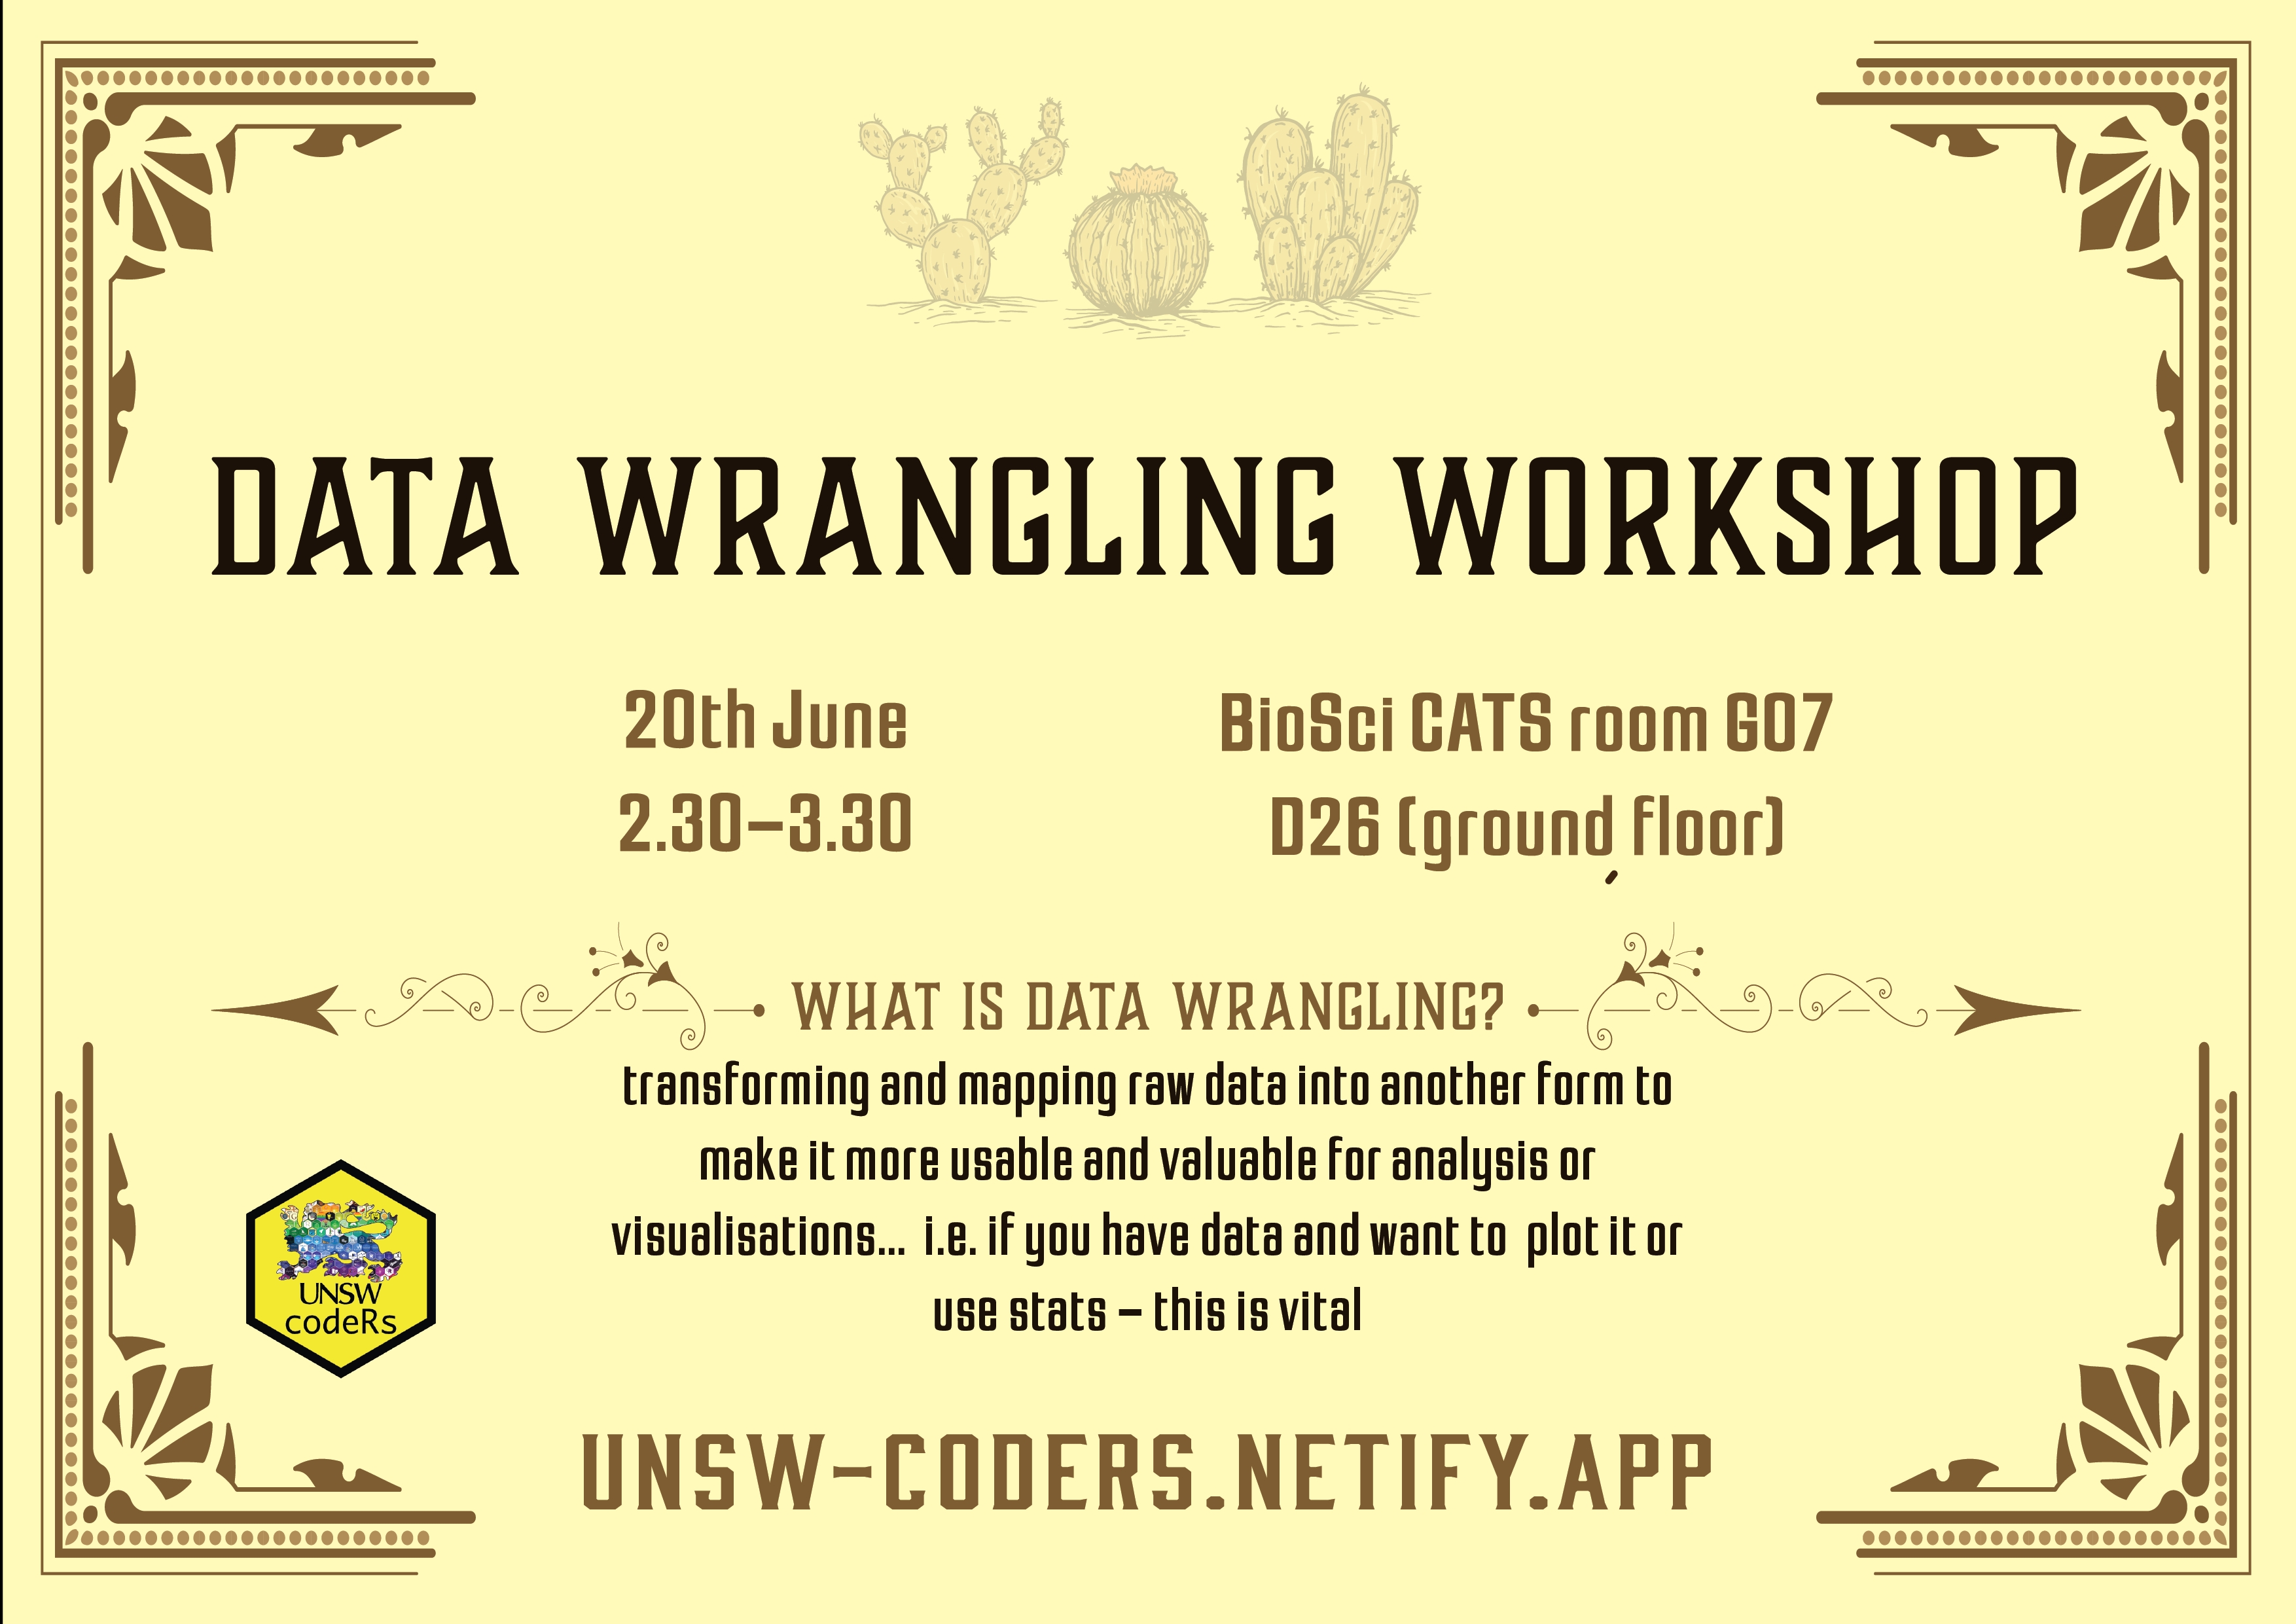 DATA WRANGLING WORKSHOP
20th June
2.30–3.30
BioSci CATS room G07
D26 (ground floor)
WHAT IS DATA WRANGLING?
transforming and mapping raw data into another form to
make it more usable and valuable for analysis or
visualisations... i.e. if you have data and want to plot it or
use stats – this is vital
UNSW
codeRs
UNSW-CODERS.NETIFY.APP